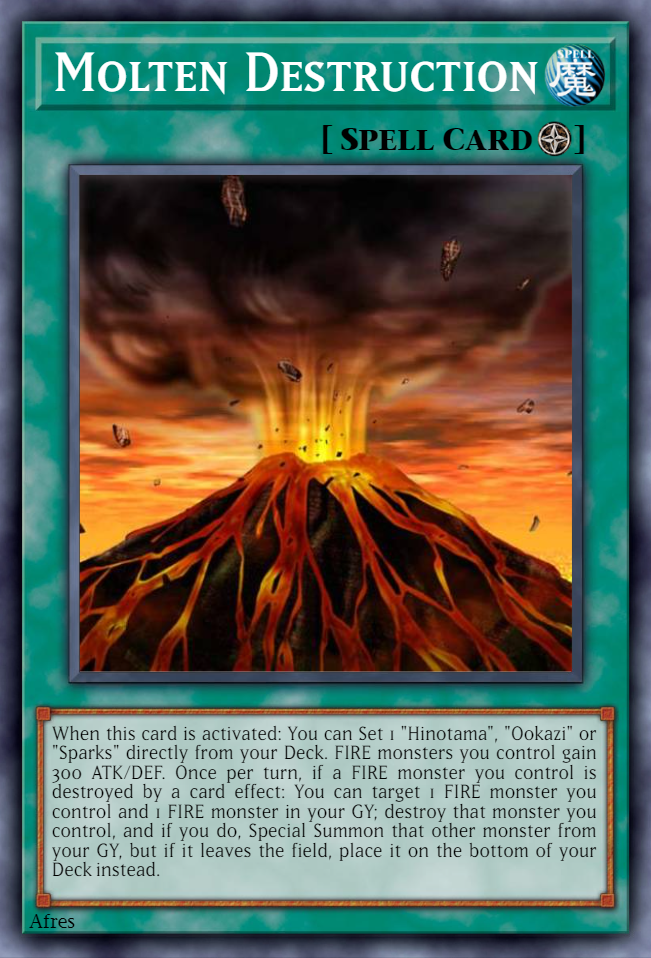 Molten Destruction
SPELL
魔
[ Spell Card ]
When this card is activated: You can Set 1 "Hinotama", "Ookazi" or
"Sparks" directly from your Deck. FIRE monsters you control gain
300 ATK/DEF. Once per turn, if a FIRE monster you control is
destroyed by a card effect: You can target 1 FIRE monster you
control and 1 FIRE monster in your GY; destroy that monster you
control, and if you do, Special Summon that other monster from
your GY, but if it leaves the field, place it on the bottom of your
Deck instead.
Afres